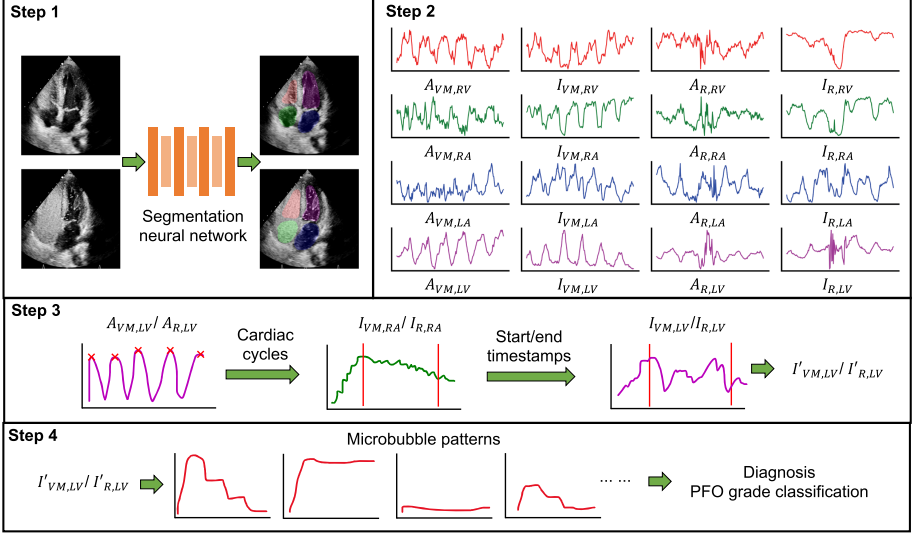 Step 1
Segmentation
neural network
Step 2
A_{VM,RV} I_{VM,RV} A_{R,RV} I_{R,RV}
A_{VM,RA} I_{VM,RA} A_{R,RA} I_{R,RA}
A_{VM,LA} I_{VM,LA} A_{R,LA} I_{R,LA}
A_{VM,LV} I_{VM,LV} A_{R,LV} I_{R,LV}
Step 3
A_{VM,LV}/ A_{R,LV}
Cardiac
cycles
I_{VM,RA}/ I_{R,RA}
Start/end
timestamps
I_{VM,LV}/I_{R,LV}
I'_{VM,LV}/ I'_{R,LV}
Step 4
Microbubble patterns
I'_{VM,LV}/ I'_{R,LV}
... ...
Diagnosis
PFO grade classification